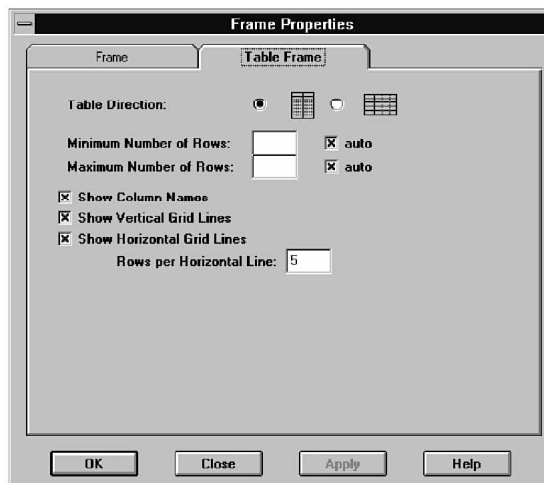 Frame Properties
Frame Table Frame
Table Direction:
Minimum Number of Rows: auto
Maximum Number of Rows: auto
Show Column Names
Show Vertical Grid Lines
Show Horizontal Grid Lines
Rows per Horizontal Line: 5
OK Close Apply Help